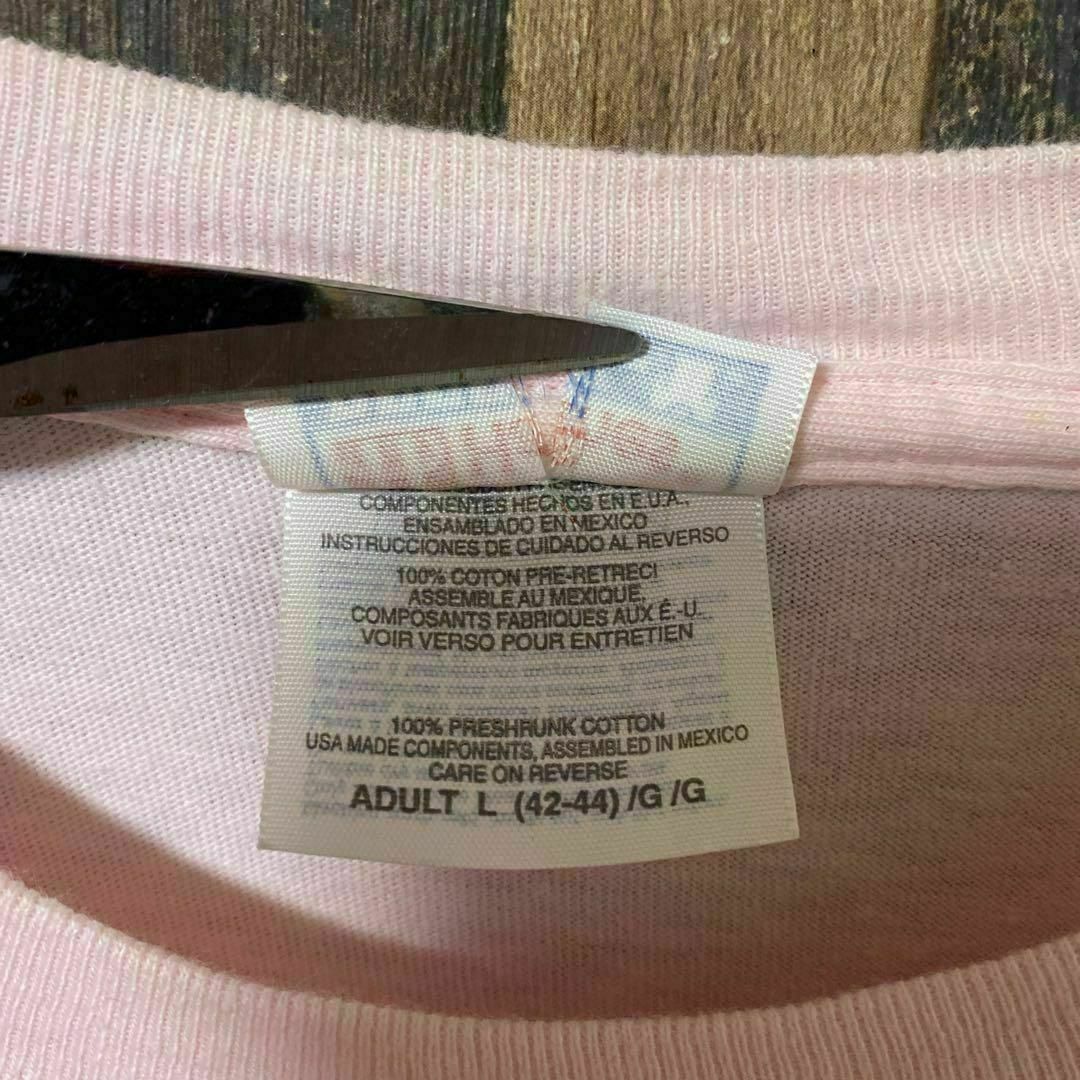 COMPONENTES HECHOS EN E.U.A.,
ENSAMBLADO EN MEXICO
INSTRUCCIONES DE CUIDADO AL REVERSO
100% COTON PRE-RETRECI
ASSEMBLE AU MEXIQUE,
COMPOSANTS FABRIQUES AUX É.-U.
VOIR VERSO POUR ENTRETIEN
100% PRESHRUNK COTTON
USA MADE COMPONENTS, ASSEMBLED IN MEXICO
CARE ON REVERSE
ADULT L (42-44) /G /G